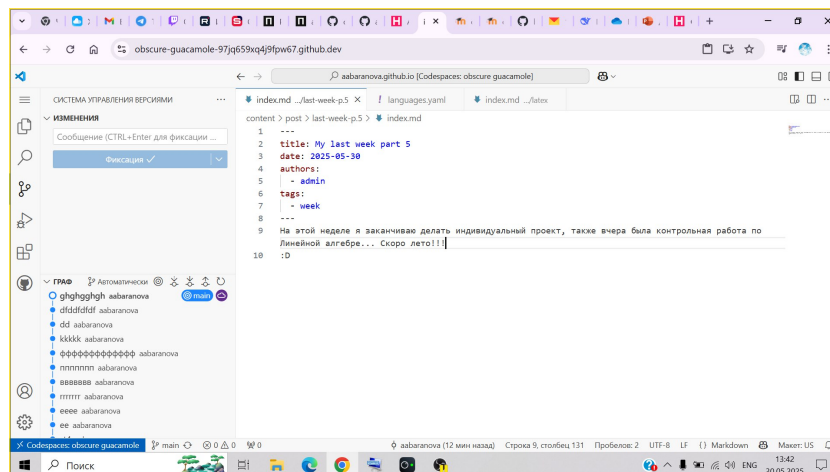 obscure-guacamole-97jq659xq4j9fpw67.github.dev
aabaranova.github.io [Codespaces: obscure guacamole]
СИСТЕМА УПРАВЛЕНИЯ ВЕРСИЯМИ
index.md .../last-week-p.5
languages.yaml
index.md .../latex
ИЗМЕНЕНИЯ
content > post > last-week-p.5 > index.md
Сообщение (CTRL+Enter для фиксации ...
Фиксация
1 ---
2 title: My last week part 5
3 date: 2025-05-30
4 authors:
5 - admin
6 tags:
7 - week
8 ---
9 На этой неделе я заканчиваю делать индивидуальный проект, также вчера была контрольная работа по
Линейной алгебре... Скоро лето!!!
10 :D
ГРАФ Автоматически
ghghgghgh aabaranova main
dfddfdfdf aabaranova
dd aabaranova
kkkkk aabaranova
ффффффффффффф aabaranova
ппппппп aabaranova
ввввввв aabaranova
rrrrrrr aabaranova
eeee aabaranova
ee aabaranova
Codespaces: obscure guacamole main 0 0 0 aabaranova (12 мин назад) Строка 9, столбец 131 Пробелов: 2 UTF-8 LF {} Markdown Макет: US
Поиск
ENG
13:42
20.05.2025